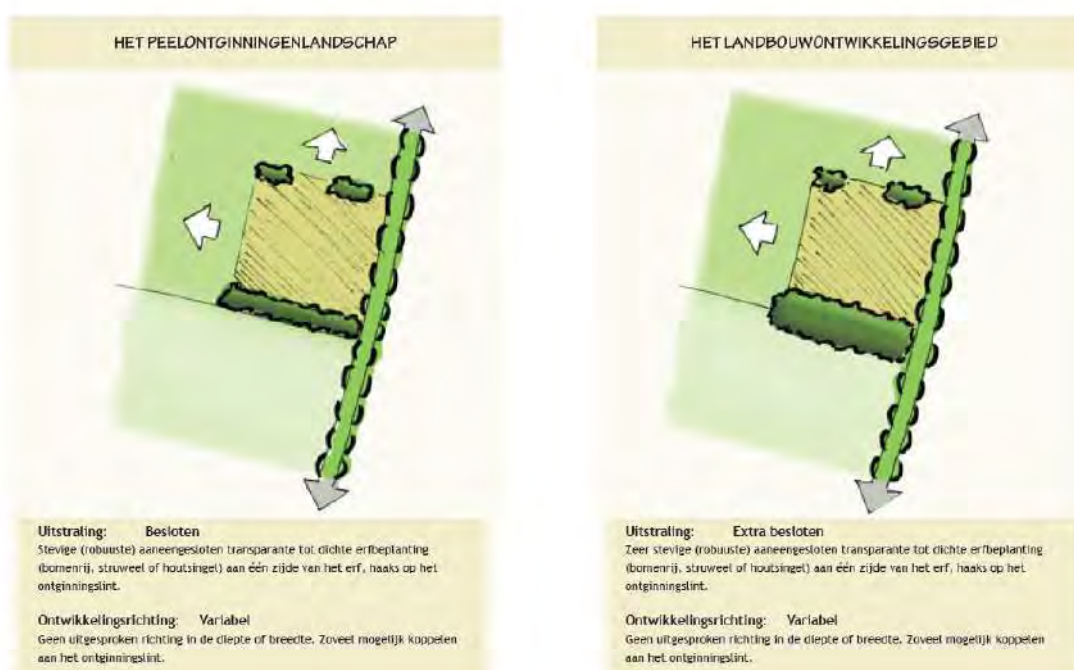 HET PEELONTGINNINGENLANDSCHAP
Uitstraling: Besloten
Stevige (robuuste) aaneengesloten transparante tot dichte erfbeplanting
(bomenrij, struweel of houtsingel) aan één zijde van het erf, haaks op het
ontginningslint.
Ontwikkelingsrichting: Variabel
Geen uitgesproken richting in de diepte of breedte. Zoveel mogelijk koppelen
aan het ontginningslint.
HET LANDBOUWONTWIKKELINGSGEBIED
Uitstraling: Extra besloten
Zeer stevige (robuuste) aaneengesloten transparante tot dichte erfbeplanting
(bomenrij, struweel of houtsingel) aan één zijde van het erf, haaks op het
ontginningslint.
Ontwikkelingsrichting: Variabel
Geen uitgesproken richting in de diepte of breedte. Zoveel mogelijk koppelen
aan het ontginningslint.